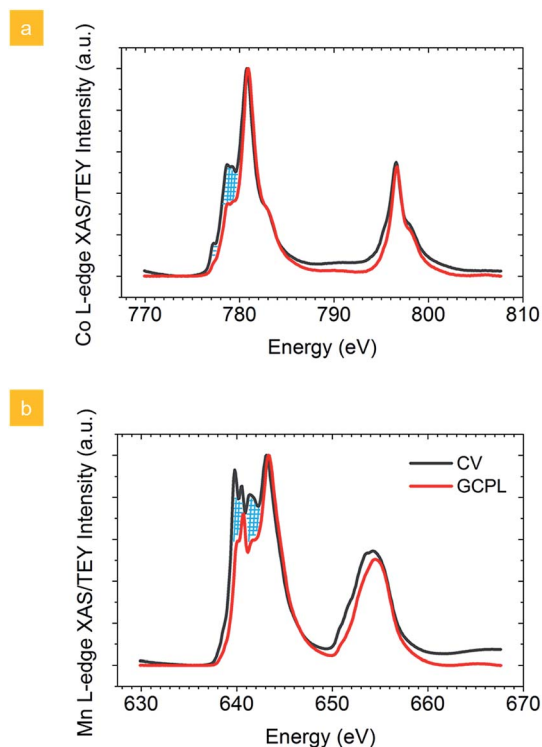 a
Co L-edge XAS/TEY Intensity (a.u.)
770 780 790 800 810
Energy (eV)
b
Mn L-edge XAS/TEY Intensity (a.u.)
CV
GCPL
630 640 650 660 670
Energy (eV)